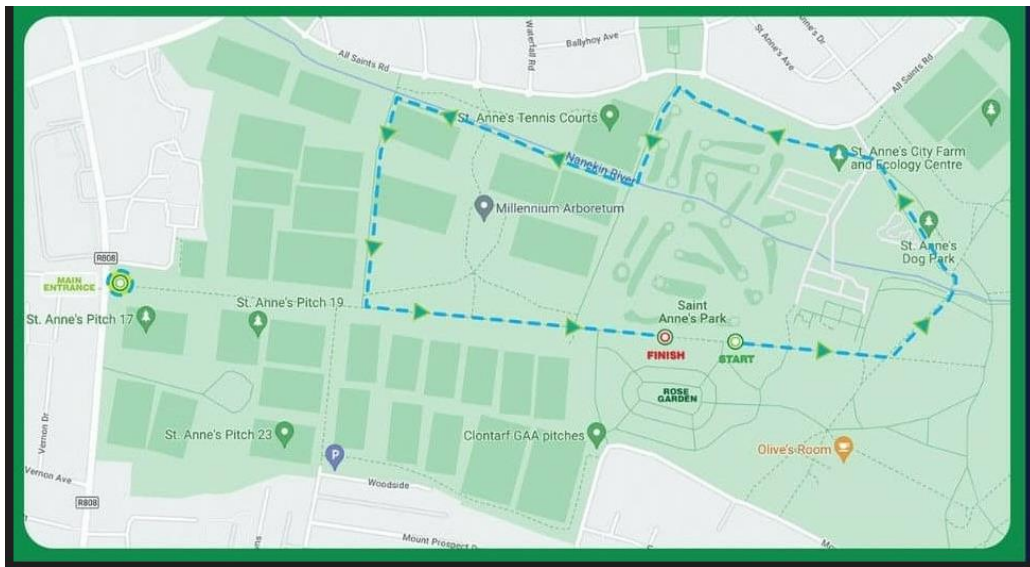 All Saints Rd
Waterfall Rd
Ballyhoy Ave
St Anne's Ave
St Anne's Dr
All Saints Rd
St. Anne's Tennis Courts
Nanekin River
St. Anne's City Farm
and Ecology Centre
Millennium Arboretum
St. Anne's
Dog Park
R808
MAIN
ENTRANCE
St. Anne's Pitch 17
St. Anne's Pitch 19
Saint
Anne's Park
FINISH
START
ROSE
GARDEN
St. Anne's Pitch 23
Clontarf GAA pitches
Olive's Room
P
Vernon Dr
Vernon Ave
R808
Woodside
Mount Prospect